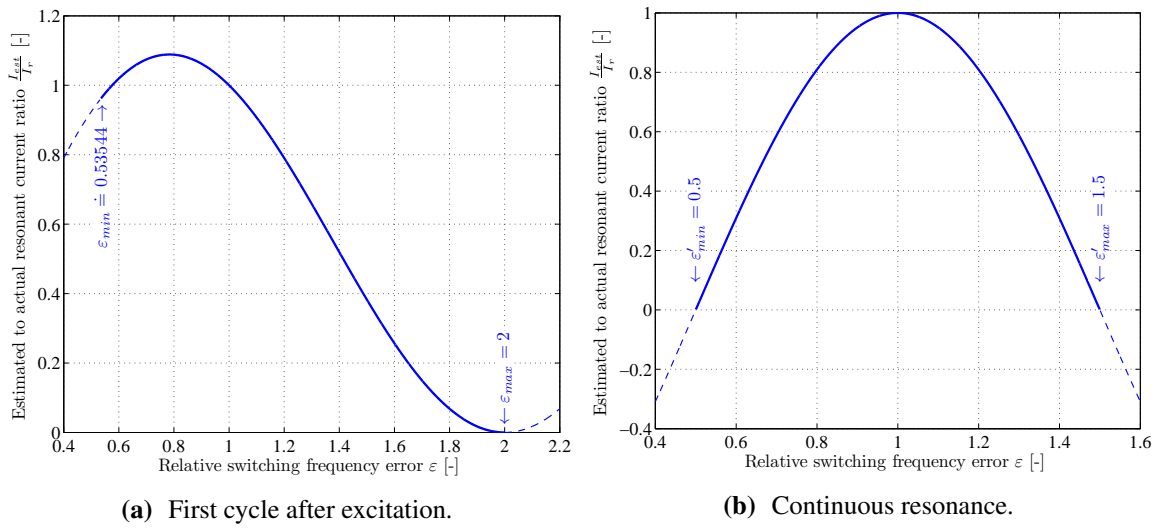 Estimated to actual resonant current ratio I_est/I_r [-]
1.2
1
0.8
0.6
0.4
0.2
0
ε_min ≐ 0.53544 →
← ε_max = 2
0.4 0.6 0.8 1 1.2 1.4 1.6 1.8 2 2.2
Relative switching frequency error ε [-]
(a) First cycle after excitation.
Estimated to actual resonant current ratio I_est/I_r [-]
1
0.8
0.6
0.4
0.2
0
−0.2
−0.4
← ε'_min = 0.5
← ε'_max = 1.5
0.4 0.6 0.8 1 1.2 1.4 1.6
Relative switching frequency error ε [-]
(b) Continuous resonance.